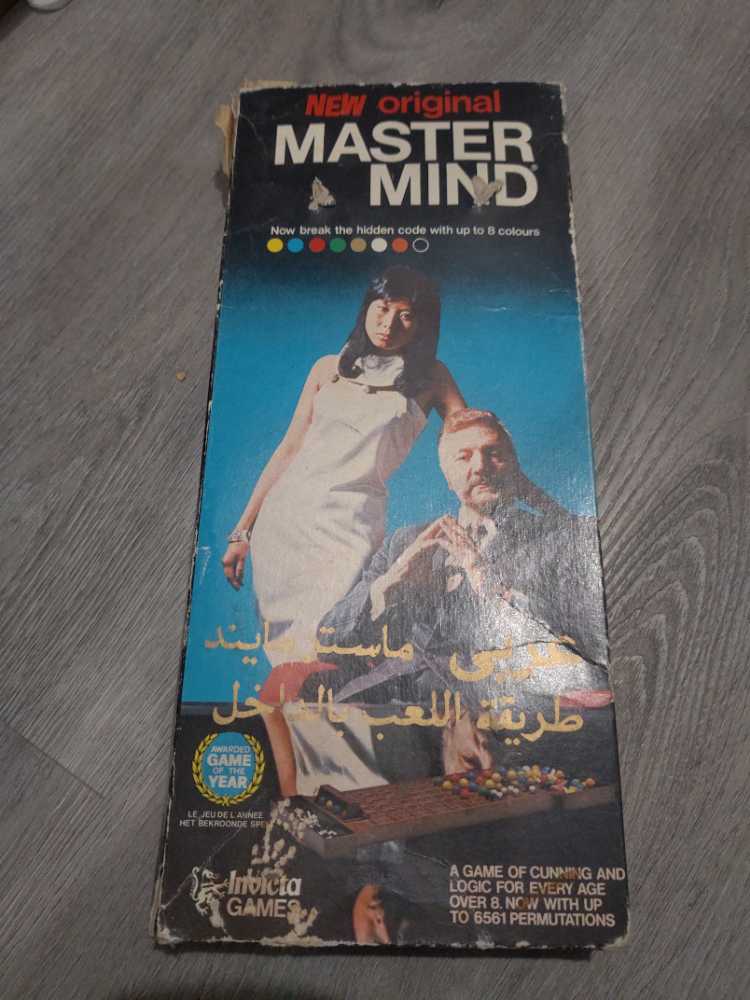 NEW original
MASTER
MIND
Now break the hidden code with up to 8 colours
عربي ماستر مايند
طريقة اللعب بالداخل
AWARDED
GAME
OF THE
YEAR
LE JEU DE L'ANNEE
HET BEKROONDE
Invicta
GAMES
A GAME OF CUNNING AND
LOGIC FOR EVERY AGE
OVER 8. NOW WITH UP
TO 6561 PERMUTATIONS